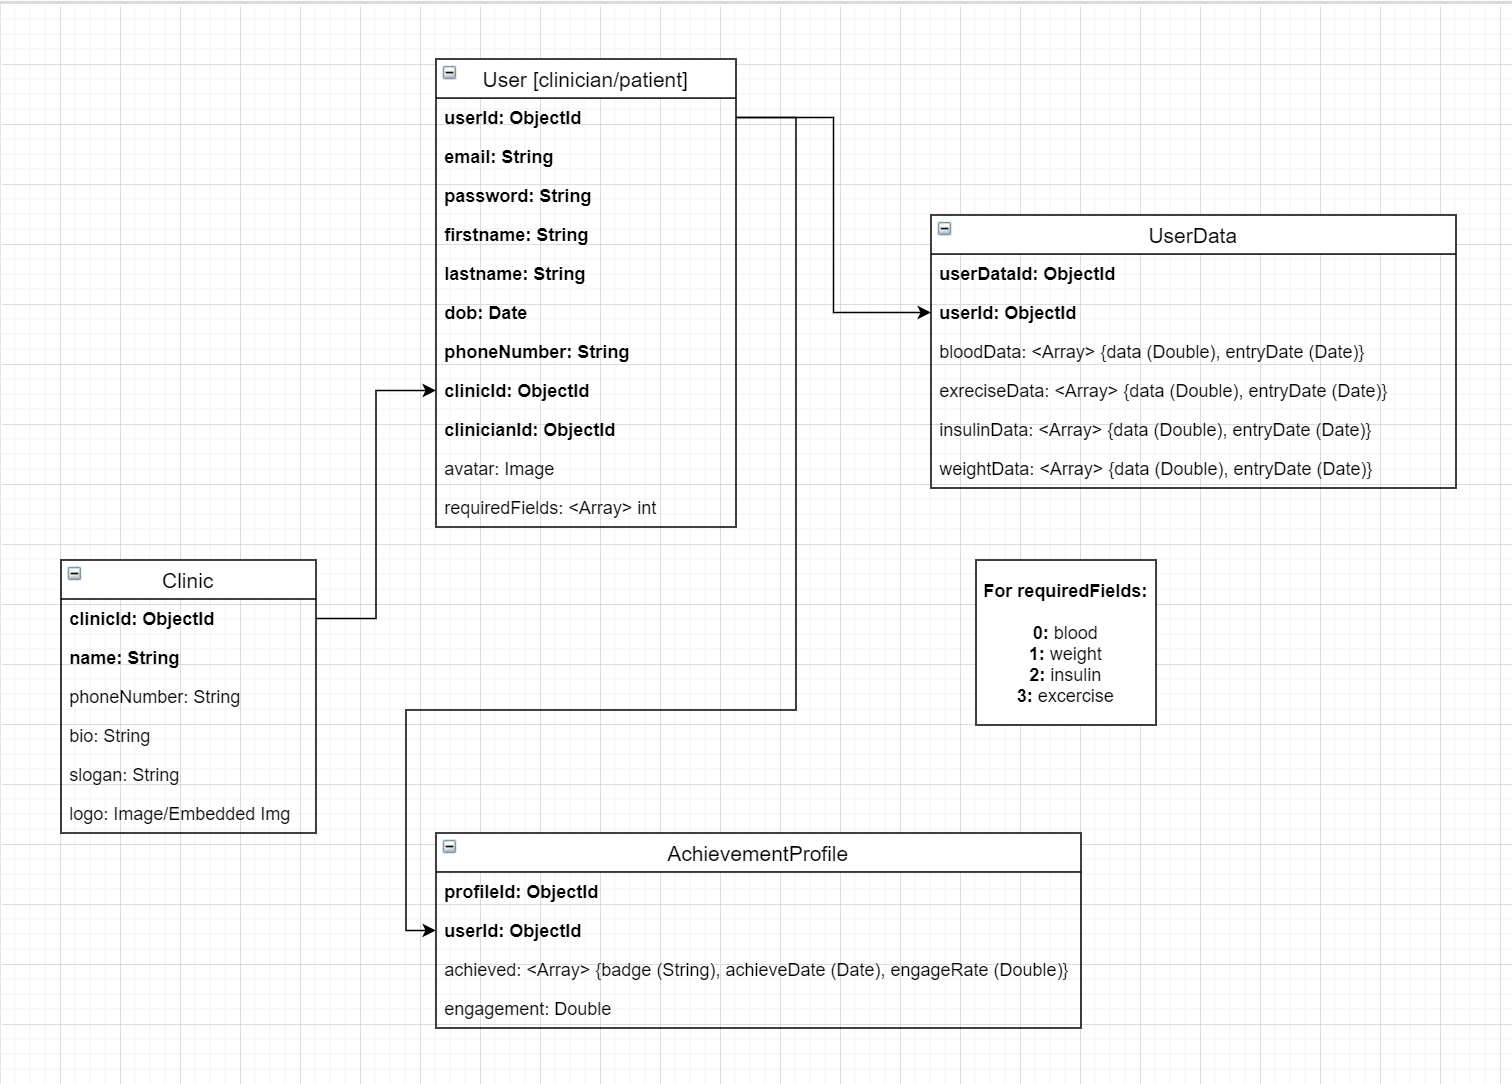 User [clinician/patient]
userId: ObjectId
email: String
password: String
firstname: String
lastname: String
dob: Date
phoneNumber: String
clinicId: ObjectId
clinicianId: ObjectId
avatar: Image
requiredFields: <Array> int
UserData
userDataId: ObjectId
userId: ObjectId
bloodData: <Array> {data (Double), entryDate (Date)}
exreciseData: <Array> {data (Double), entryDate (Date)}
insulinData: <Array> {data (Double), entryDate (Date)}
weightData: <Array> {data (Double), entryDate (Date)}
Clinic
clinicId: ObjectId
name: String
phoneNumber: String
bio: String
slogan: String
logo: Image/Embedded Img
For requiredFields:
0: blood
1: weight
2: insulin
3: excercise
AchievementProfile
profileId: ObjectId
userId: ObjectId
achieved: <Array> {badge (String), achieveDate (Date), engageRate (Double)}
engagement: Double